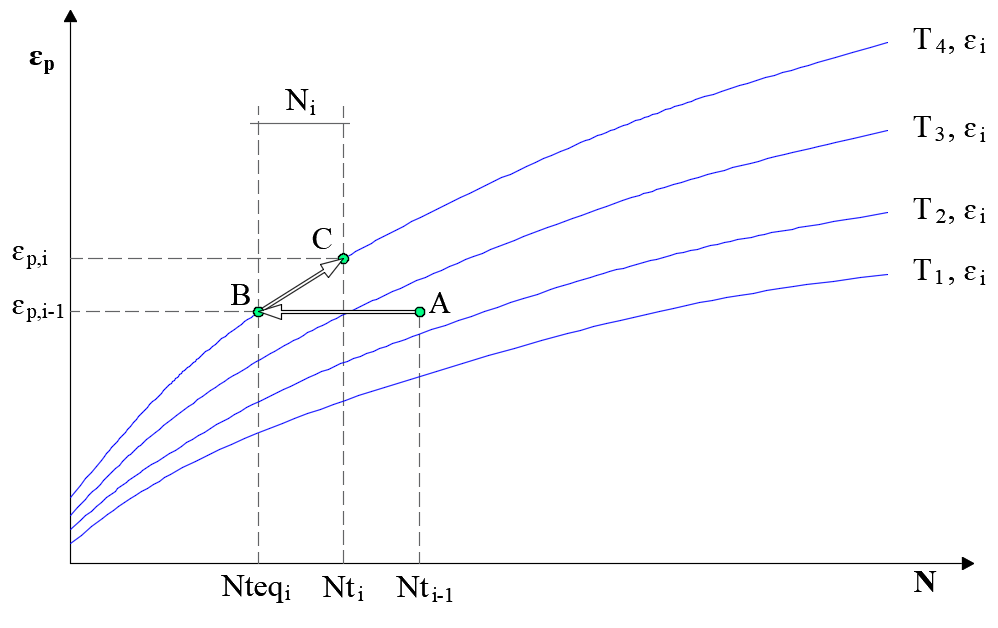 εp
T4, εi
Ni
T3, εi
T2, εi
C
εp,i
T1, εi
B
A
εp,i-1
Nteqi
Nti
Nti-1
N